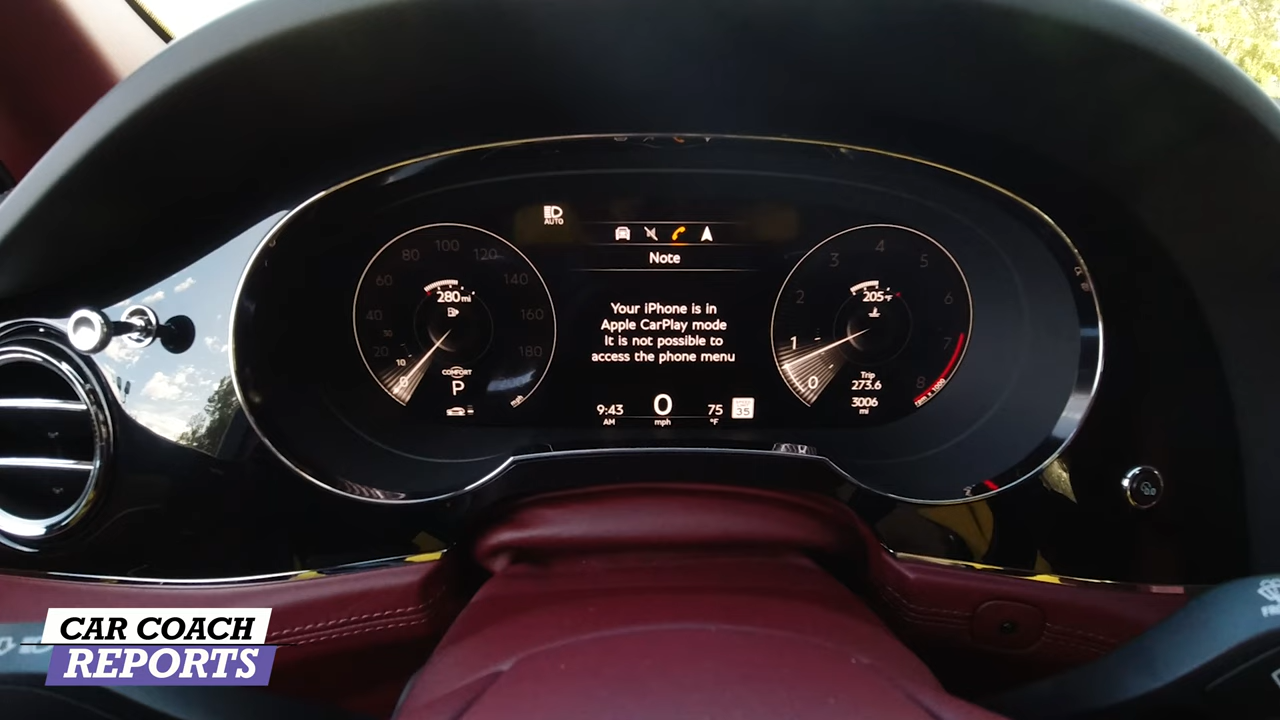 AUTO
Note
Your iPhone is in
Apple CarPlay mode
It is not possible to
access the phone menu
9:43
AM
0
mph
75
°F
35
20
40
60
80
100
120
140
160
180
0
10
30
mph
280 mi
COMFORT
P
0
1
2
3
4
5
6
7
8
rpm x 1000
205 °F
Trip
273.6
3006
mi
CAR COACH
REPORTS